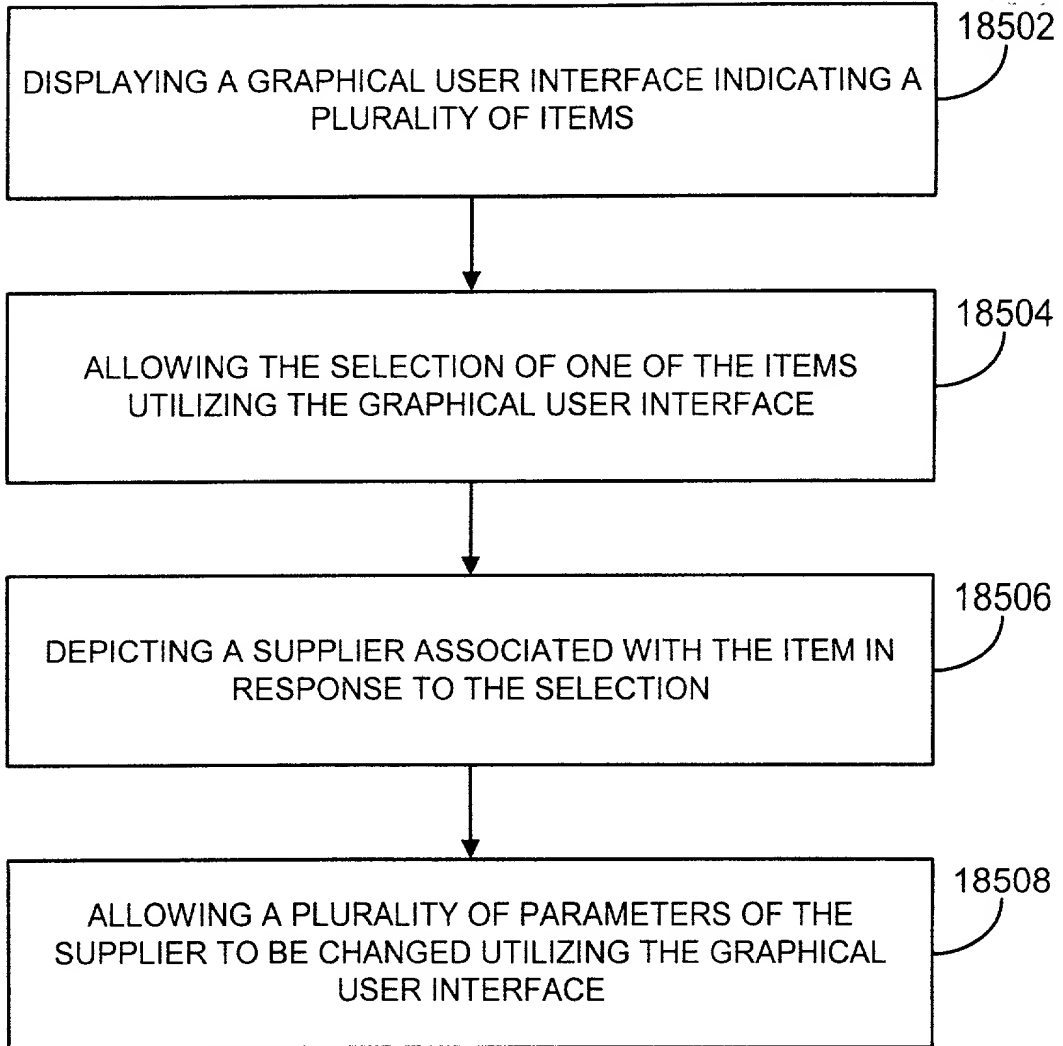 18502
DISPLAYING A GRAPHICAL USER INTERFACE INDICATING A
PLURALITY OF ITEMS
18504
ALLOWING THE SELECTION OF ONE OF THE ITEMS
UTILIZING THE GRAPHICAL USER INTERFACE
18506
DEPICTING A SUPPLIER ASSOCIATED WITH THE ITEM IN
RESPONSE TO THE SELECTION
18508
ALLOWING A PLURALITY OF PARAMETERS OF THE
SUPPLIER TO BE CHANGED UTILIZING THE GRAPHICAL
USER INTERFACE